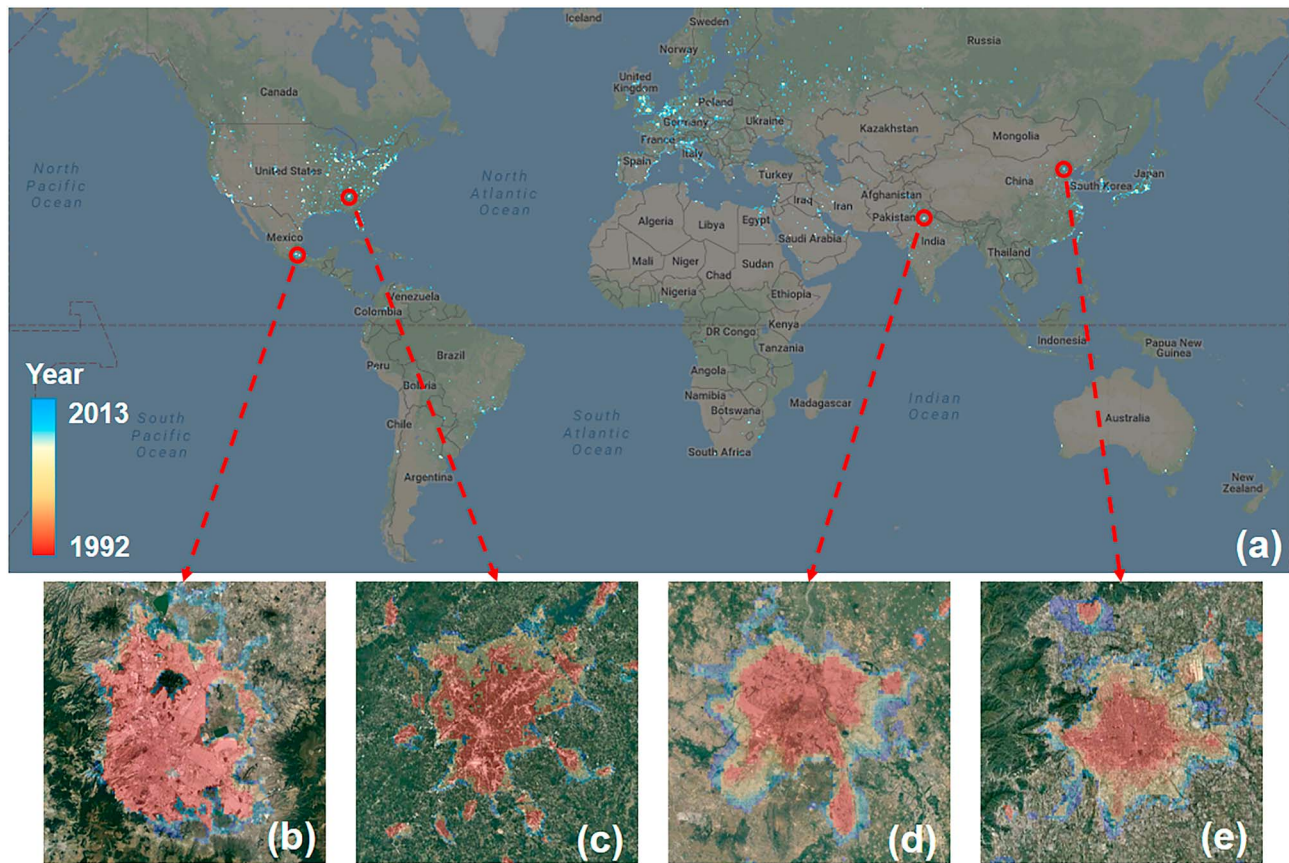 Iceland
Sweden
Norway
Russia
Canada
United
Kingdom
Poland
Germany
Ukraine
France
Kazakhstan
Mongolia
North
Pacific
Ocean
United States
North
Atlantic
Ocean
Spain
Italy
Turkey
China
South Korea
Japan
Afghanistan
Iraq
Iran
Pakistan
Algeria
Libya
Egypt
Saudi Arabia
India
Mexico
Mali
Niger
Chad
Sudan
Thailand
Nigeria
Ethiopia
Venezuela
Colombia
DR Congo
Kenya
Tanzania
Indonesia
Papua New
Guinea
Brazil
Peru
Angola
Bolivia
Namibia
Botswana
Madagascar
Indian
Ocean
Australia
Year
2013
1992
South
Pacific
Ocean
Chile
South
Atlantic
Ocean
South Africa
Argentina
New
Zealand
(a)
(b)
(c)
(d)
(e)